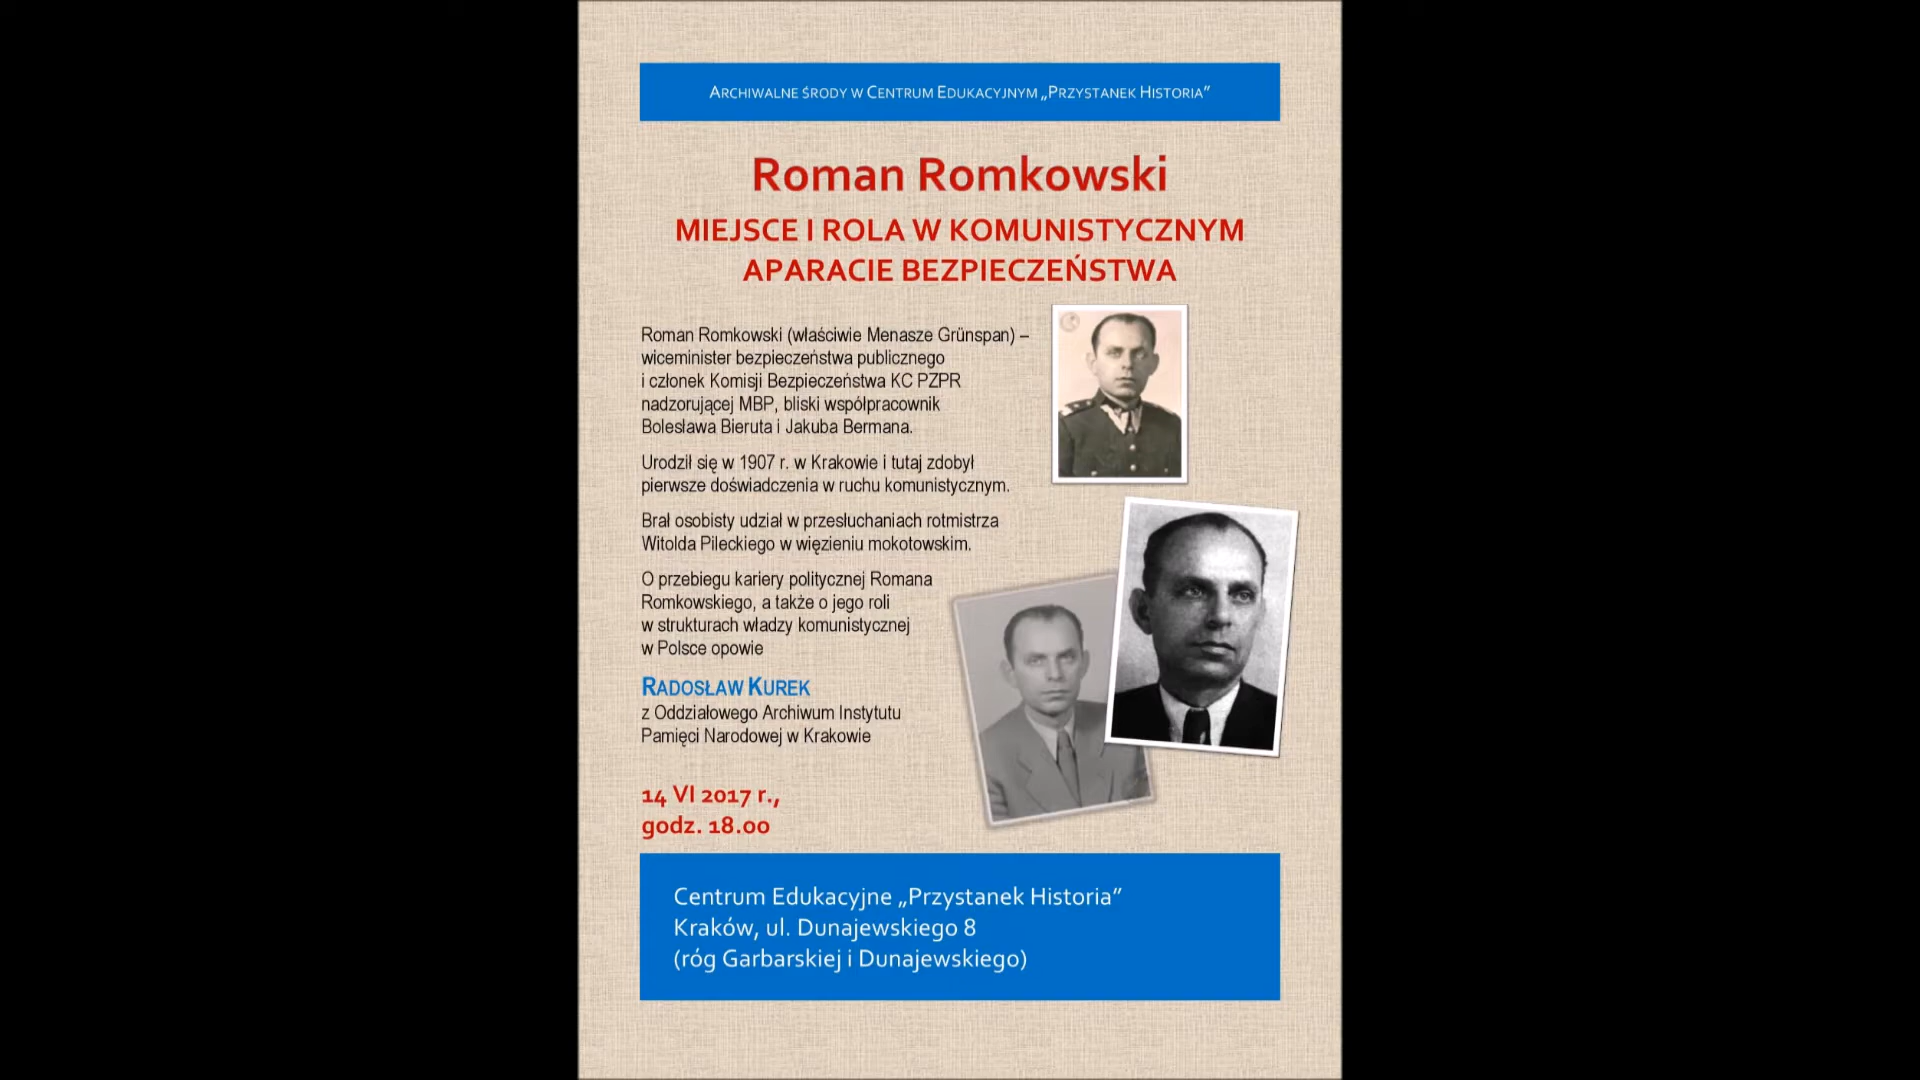 Archiwalne środy w Centrum Edukacyjnym „Przystanek Historia”
Roman Romkowski
MIEJSCE I ROLA W KOMUNISTYCZNYM
APARACIE BEZPIECZEŃSTWA
Roman Romkowski (właściwie Menasze Grünspan) –
wiceminister bezpieczeństwa publicznego
i członek Komisji Bezpieczeństwa KC PZPR
nadzorującej MBP, bliski współpracownik
Bolesława Bieruta i Jakuba Bermana.
Urodził się w 1907 r. w Krakowie i tutaj zdobył
pierwsze doświadczenia w ruchu komunistycznym.
Brał osobisty udział w przesłuchaniach rotmistrza
Witolda Pileckiego w więzieniu mokotowskim.
O przebiegu kariery politycznej Romana
Romkowskiego, a także o jego roli
w strukturach władzy komunistycznej
w Polsce opowie
Radosław Kurek
z Oddziałowego Archiwum Instytutu
Pamięci Narodowej w Krakowie
14 VI 2017 r.,
godz. 18.00
Centrum Edukacyjne „Przystanek Historia”
Kraków, ul. Dunajewskiego 8
(róg Garbarskiej i Dunajewskiego)